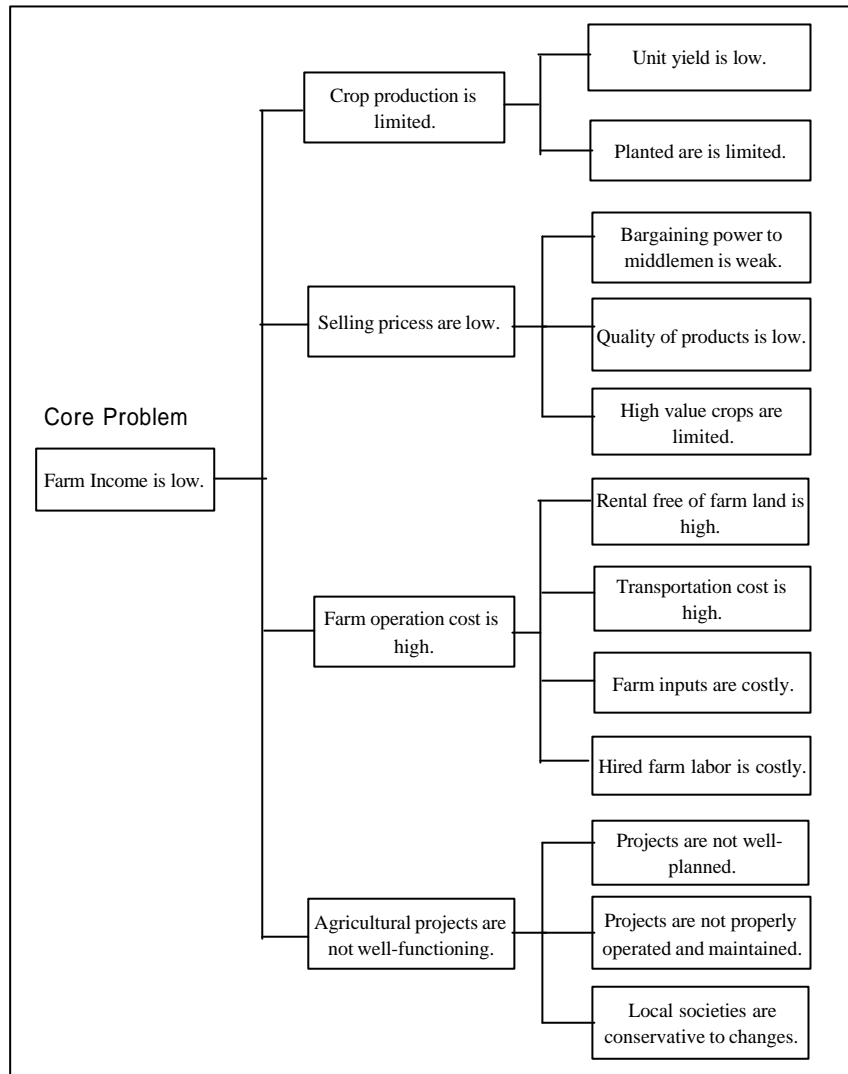 Unit yield is low.
Crop production is
limited.
Planted are is limited.
Bargaining power to
middlemen is weak.
Selling pricess are low.
Quality of products is low.
High value crops are
limited.
Core Problem
Farm Income is low.
Rental free of farm land is
high.
Transportation cost is
high.
Farm operation cost is
high.
Farm inputs are costly.
Hired farm labor is costly.
Projects are not well-
planned.
Agricultural projects are
not well-functioning.
Projects are not properly
operated and maintained.
Local societies are
conservative to changes.